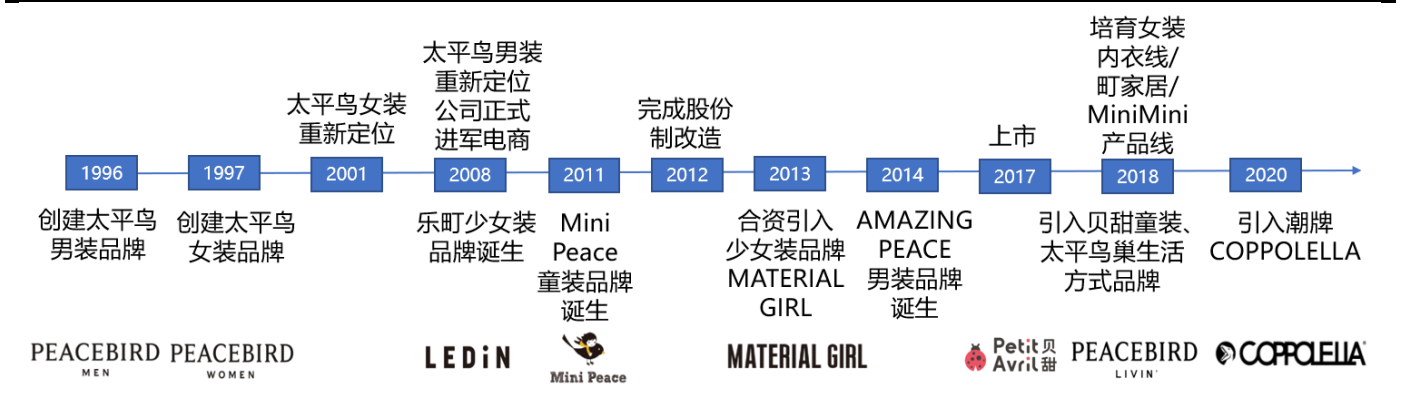 1996
创建太平鸟
男装品牌
1997
创建太平鸟
女装品牌
太平鸟女装
重新定位
2001
太平鸟男装
重新定位
公司正式
进军电商
2008
乐町少女装
品牌诞生
2011
Mini
Peace
童装品牌
诞生
完成股份
制改造
2012
2013
合资引入
少女装品牌
MATERIAL
GIRL
2014
AMAZING
PEACE
男装品牌
诞生
上市
2017
培育女装
内衣线/
町家居/
MiniMini
产品线
2018
引入贝甜童装、
太平鸟巢生活
方式品牌
2020
引入潮牌
COPPOLELLA
PEACEBIRD
MEN
PEACEBIRD
WOMEN
LEDiN
Mini Peace
MATERIAL GIRL
Petit 贝
Avril 甜
PEACEBIRD
LIVIN'
COPPOLELLA